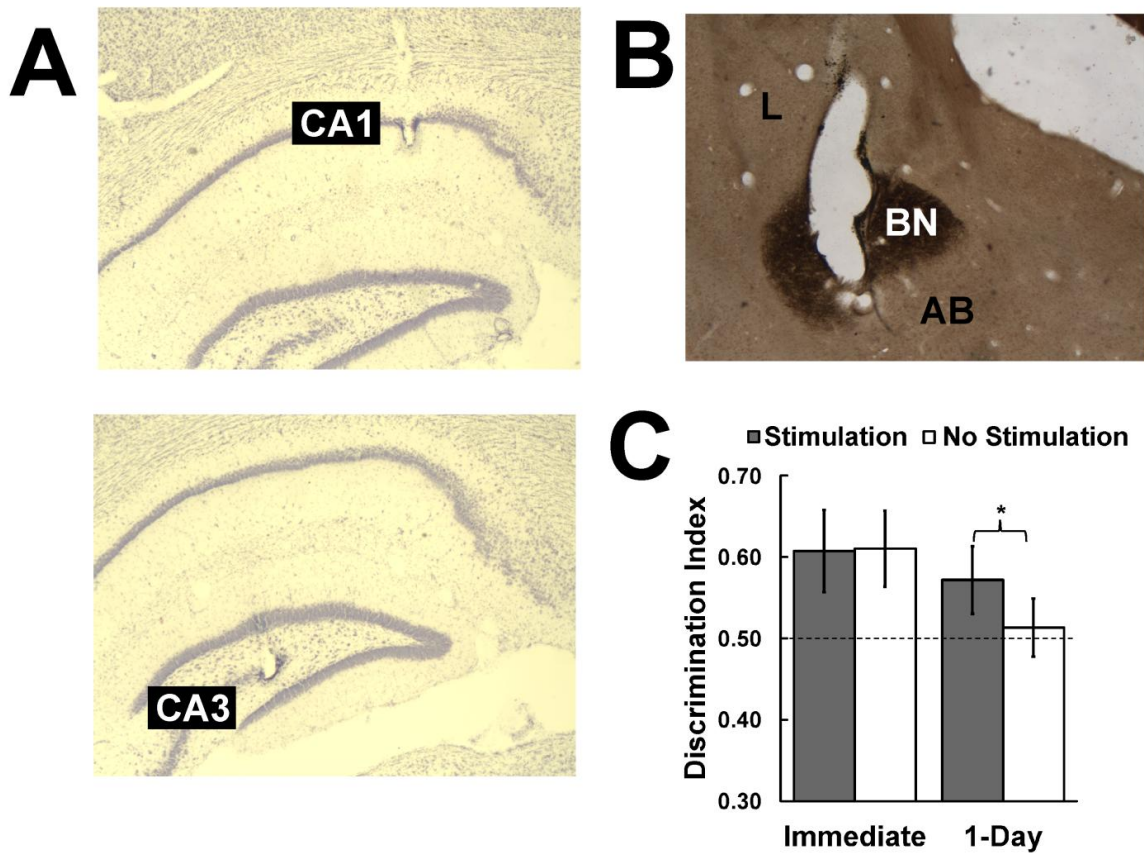 A
CA1
CA3
B
L
BN
AB
C
Stimulation No Stimulation
0.70
0.60
0.50
0.40
0.30
Discrimination Index
*
Immediate 1-Day